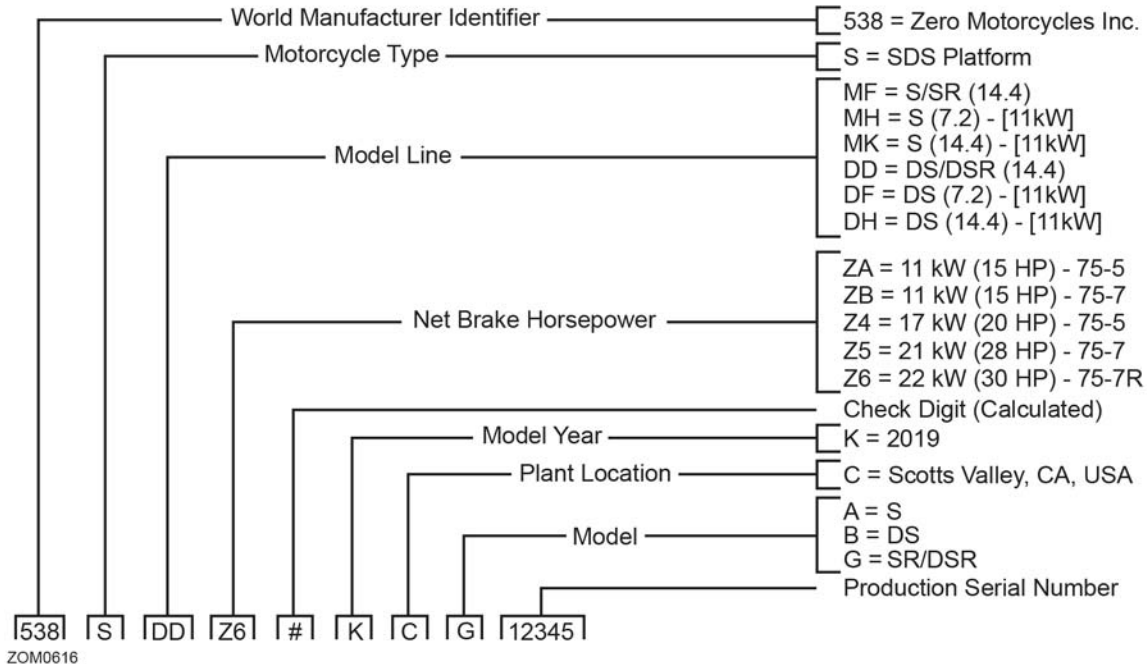 World Manufacturer Identifier
538 = Zero Motorcycles Inc.
Motorcycle Type
S = SDS Platform
Model Line
MF = S/SR (14.4)
MH = S (7.2) - [11kW]
MK = S (14.4) - [11kW]
DD = DS/DSR (14.4)
DF = DS (7.2) - [11kW]
DH = DS (14.4) - [11kW]
Net Brake Horsepower
ZA = 11 kW (15 HP) - 75-5
ZB = 11 kW (15 HP) - 75-7
Z4 = 17 kW (20 HP) - 75-5
Z5 = 21 kW (28 HP) - 75-7
Z6 = 22 kW (30 HP) - 75-7R
Check Digit (Calculated)
Model Year
K = 2019
Plant Location
C = Scotts Valley, CA, USA
Model
A = S
B = DS
G = SR/DSR
Production Serial Number
538 S DD Z6 # K C G 12345
ZOM0616